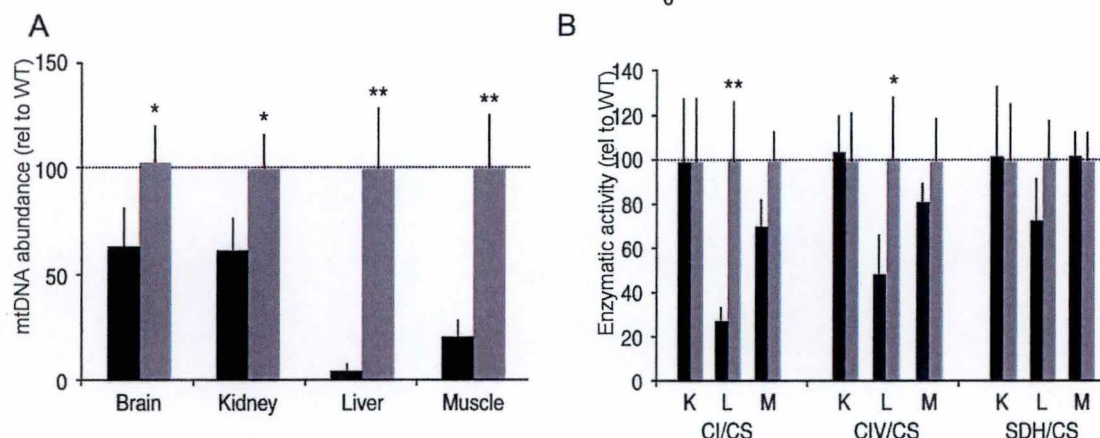 A
mtDNA abundance (rel to WT)
150
100
50
0
*
*
**
**
Brain Kidney Liver Muscle
B
Enzymatic activity (rel to WT)
140
120
100
80
60
40
20
0
**
*
K L M K L M K L M
CI/CS CIV/CS SDH/CS